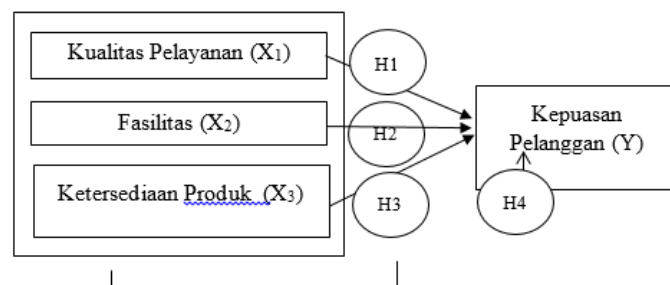 Kualitas Pelayanan (X1)
H1
Fasilitas (X2)
H2
Ketersediaan Produk (X3)
H3
Kepuasan
Pelanggan (Y)
H4